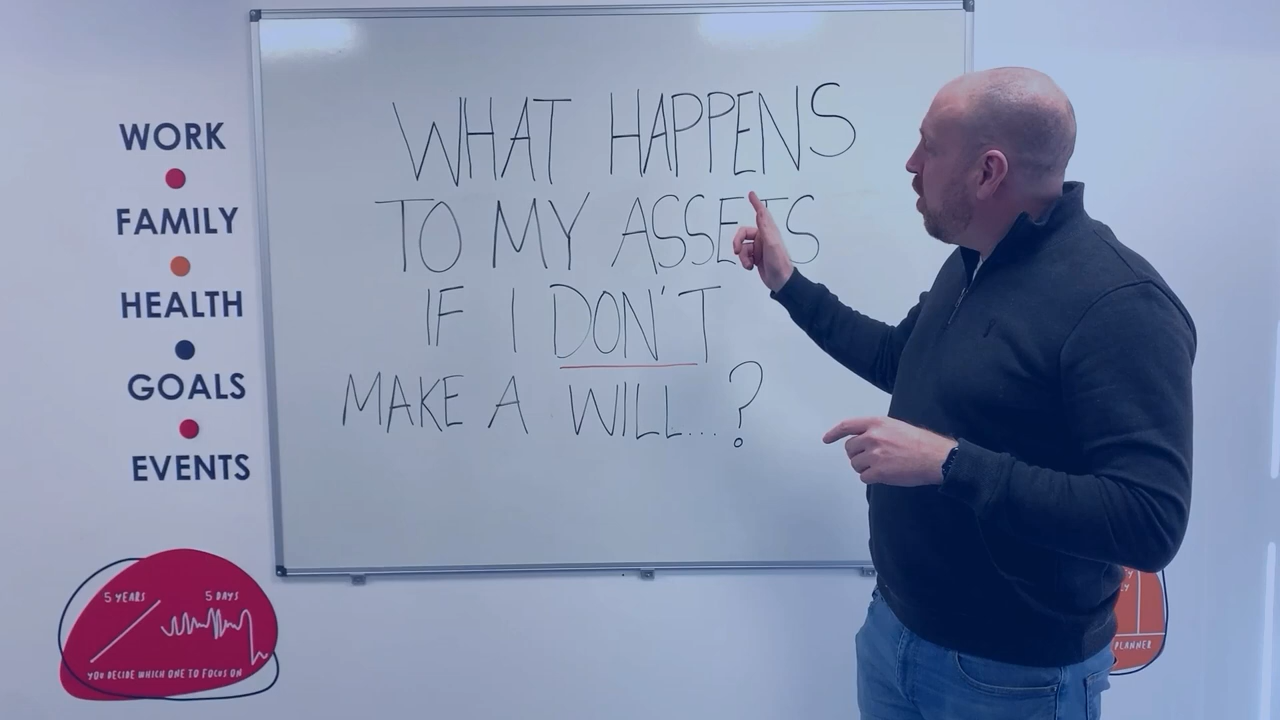 WORK
FAMILY
HEALTH
GOALS
EVENTS
WHAT HAPPENS
TO MY ASSETS
IF I DON'T
MAKE A WILL...?
5 YEARS
5 DAYS
YOU DECIDE WHICH ONE TO FOCUS ON
PLANNER